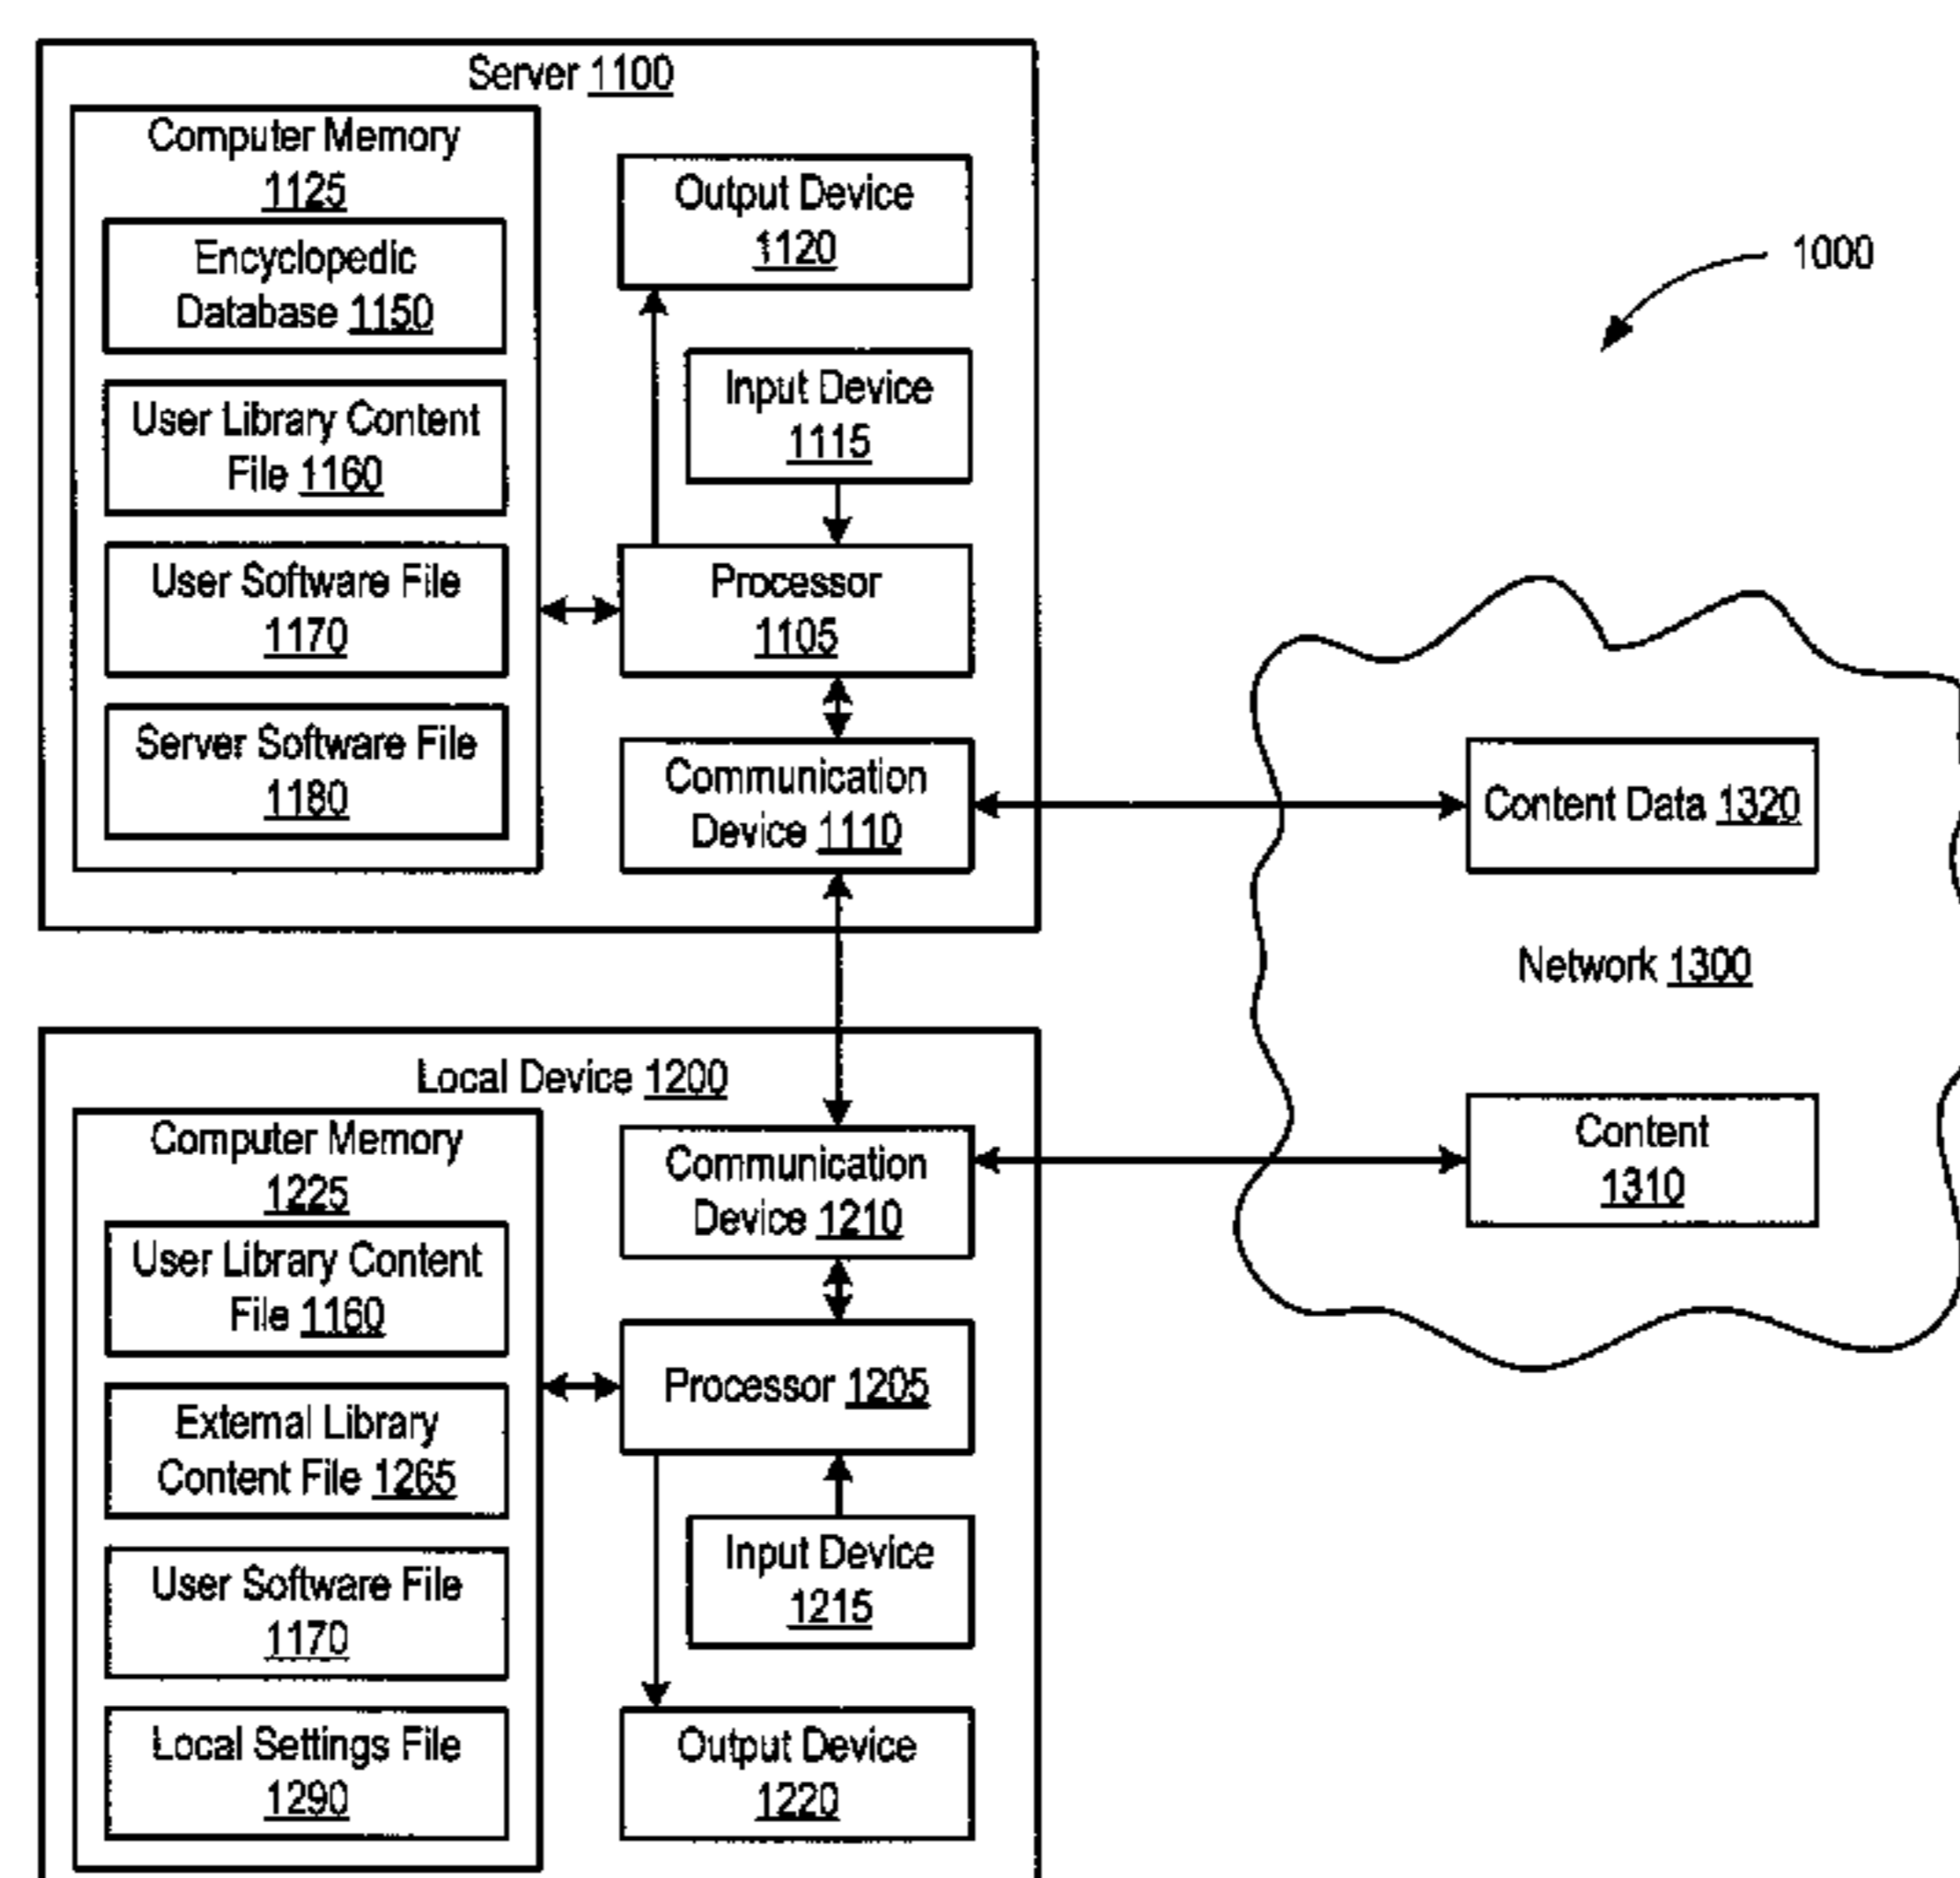 Server 1100
Computer Memory
1125
Encyclopedic
Database 1150
User Library Content
File 1160
User Software File
1170
Server Software File
1180
Output Device
1120
Input Device
1115
Processor
1105
Communication
Device 1110
1000
Content Data 1320
Network 1300
Content
1310
Local Device 1200
Computer Memory
1225
User Library Content
File 1160
External Library
Content File 1265
User Software File
1170
Local Settings File
1290
Communication
Device 1210
Processor 1205
Input Device
1215
Output Device
1220